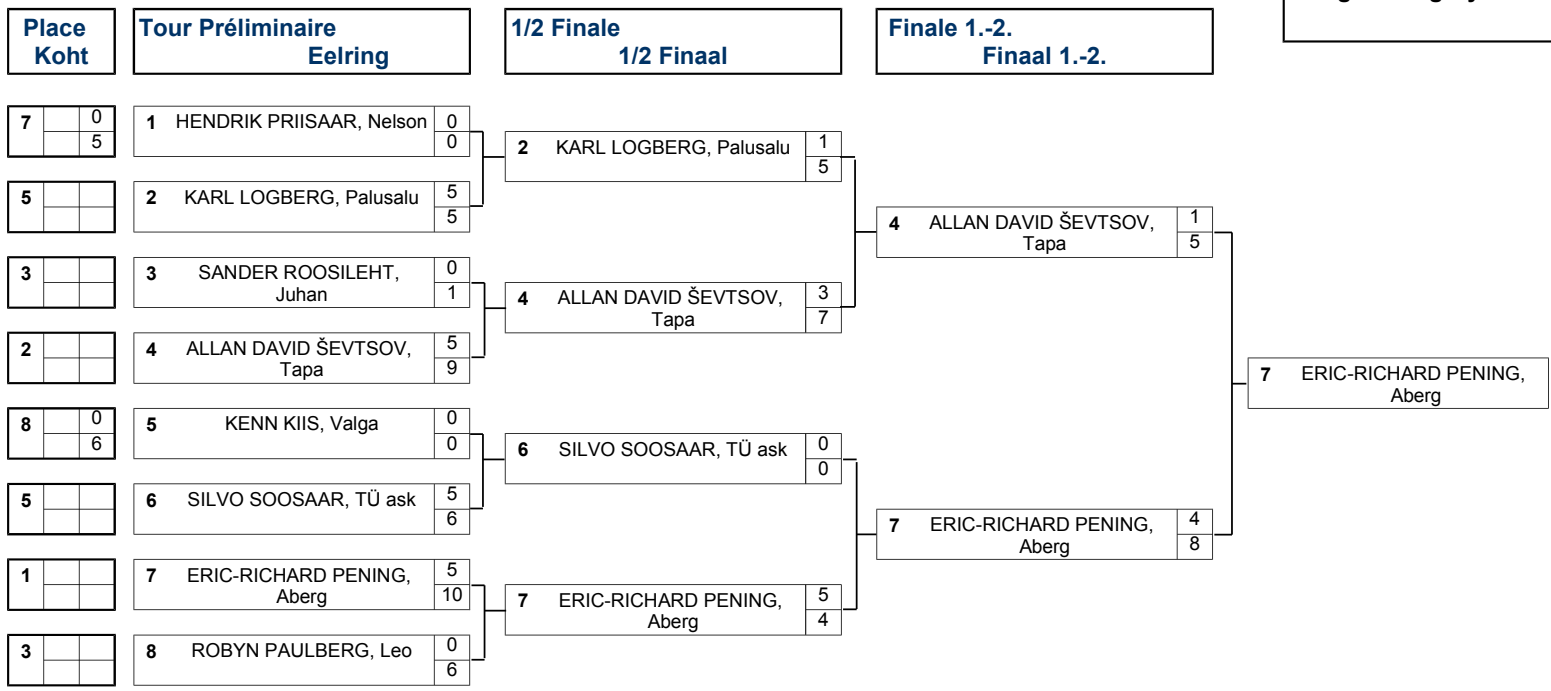 Place
Koht
Tour Préliminaire
Eelring
1/2 Finale
1/2 Finaal
Finale 1.-2.
Finaal 1.-2.
7 0
5
1 HENDRIK PRIISAAR, Nelson 0
0
2 KARL LOGBERG, Palusalu 1
5
5
2 KARL LOGBERG, Palusalu 5
5
4 ALLAN DAVID ŠEVTSOV, 1
Tapa 5
3
3 SANDER ROOSILEHT, 0
Juhan 1
4 ALLAN DAVID ŠEVTSOV, 3
Tapa 7
2
4 ALLAN DAVID ŠEVTSOV, 5
Tapa 9
7 ERIC-RICHARD PENING,
Aberg
8 0
6
5 KENN KIIS, Valga 0
0
6 SILVO SOOSAAR, TÜ ask 0
0
5
6 SILVO SOOSAAR, TÜ ask 5
6
7 ERIC-RICHARD PENING, 4
Aberg 8
1
7 ERIC-RICHARD PENING, 5
Aberg 10
7 ERIC-RICHARD PENING, 5
Aberg 4
3
8 ROBYN PAULBERG, Leo 0
6